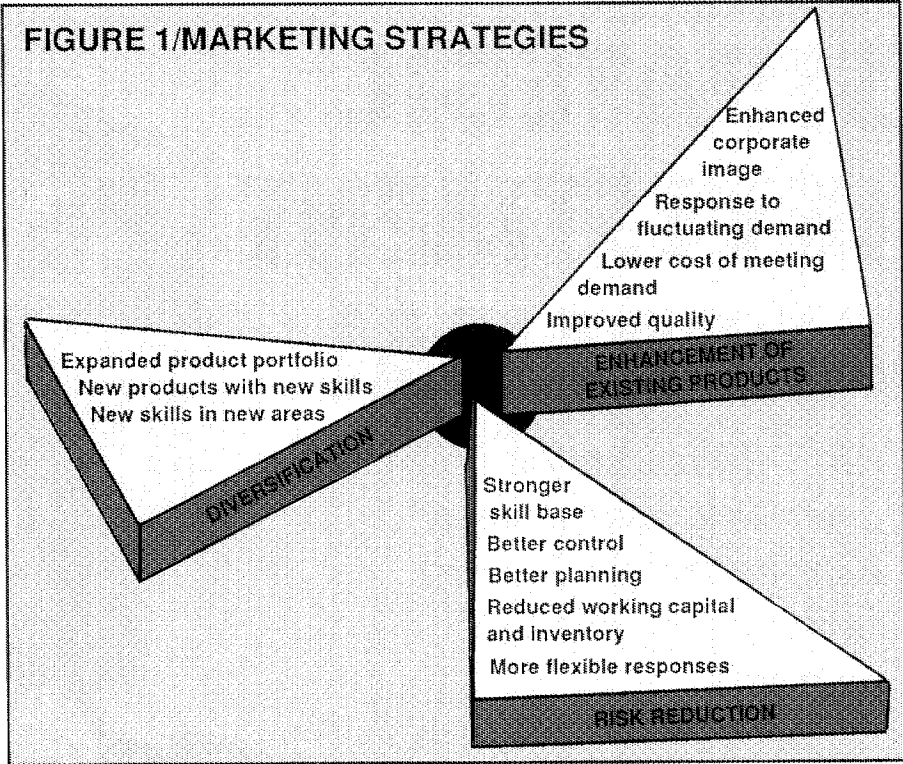 FIGURE 1/MARKETING STRATEGIES
Enhanced
corporate
image
Response to
fluctuating demand
Lower cost of meeting
demand
Improved quality
ENHANCEMENT OF
EXISTING PRODUCTS
Expanded product portfolio
New products with new skills
New skills in new areas
DIVERSIFICATION
Stronger
skill base
Better control
Better planning
Reduced working capital
and inventory
More flexible responses
RISK REDUCTION